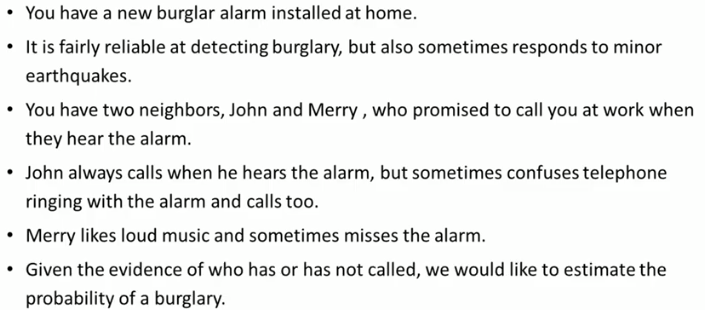 • You have a new burglar alarm installed at home.
• It is fairly reliable at detecting burglary, but also sometimes responds to minor
earthquakes.
• You have two neighbors, John and Merry , who promised to call you at work when
they hear the alarm.
• John always calls when he hears the alarm, but sometimes confuses telephone
ringing with the alarm and calls too.
• Merry likes loud music and sometimes misses the alarm.
• Given the evidence of who has or has not called, we would like to estimate the
probability of a burglary.